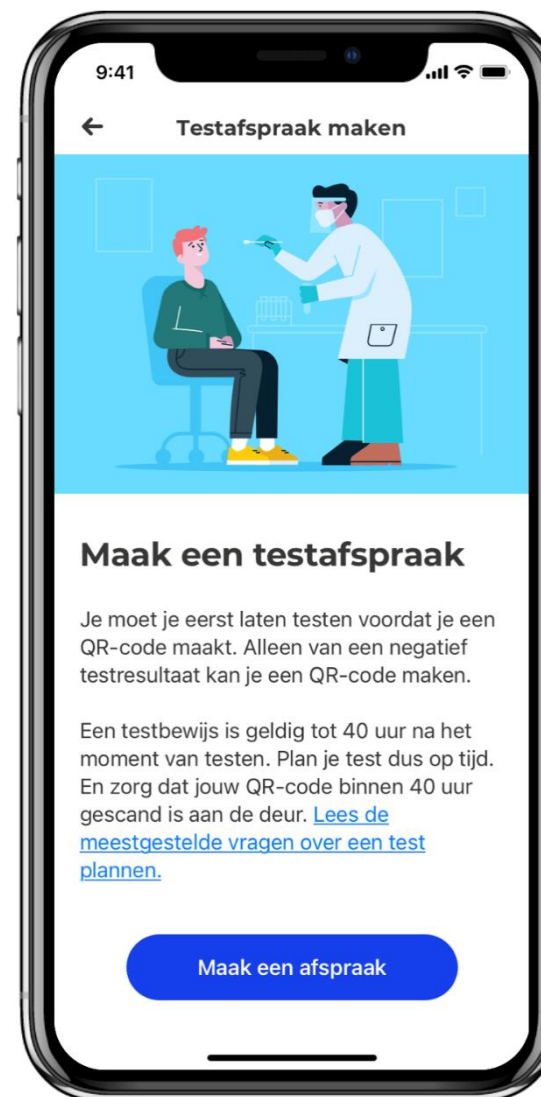 9:41
Testafspraak maken
Maak een testafspraak
Je moet je eerst laten testen voordat je een
QR-code maakt. Alleen van een negatief
testresultaat kan je een QR-code maken.
Een testbewijs is geldig tot 40 uur na het
moment van testen. Plan je test dus op tijd.
En zorg dat jouw QR-code binnen 40 uur
gescand is aan de deur. Lees de
meestgestelde vragen over een test
plannen.
Maak een afspraak